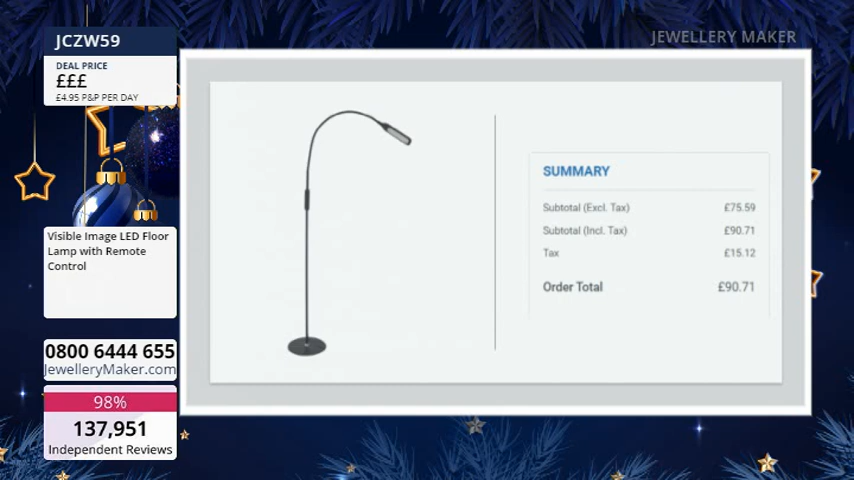 JCZW59
DEAL PRICE
£££
£4.95 P&P PER DAY
JEWELLERY MAKER
SUMMARY
Subtotal (Excl. Tax) £75.59
Subtotal (Incl. Tax) £90.71
Tax £15.12
Order Total £90.71
Visible Image LED Floor
Lamp with Remote
Control
0800 6444 655
JewelleryMaker.com
98%
137,951
Independent Reviews